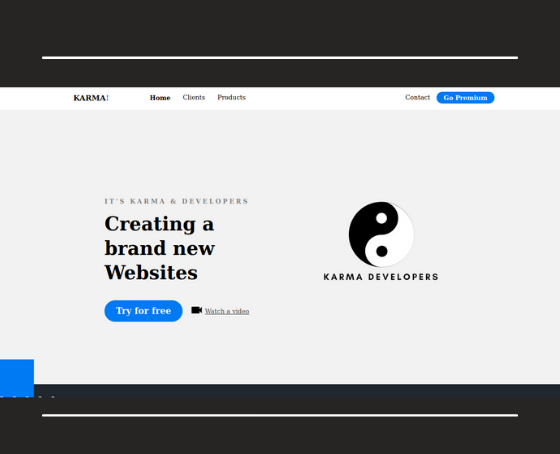 KARMA!
Home Clients Products
Contact Go Premium
IT'S KARMA & DEVELOPERS
Creating a
brand new
Websites
Try for free
Watch a video
KARMA DEVELOPERS